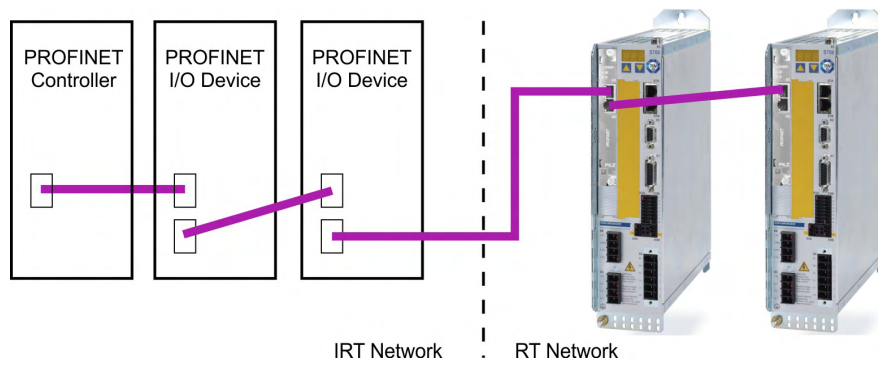 PROFINET
Controller
PROFINET
I/O Device
PROFINET
I/O Device
IRT Network
RT Network